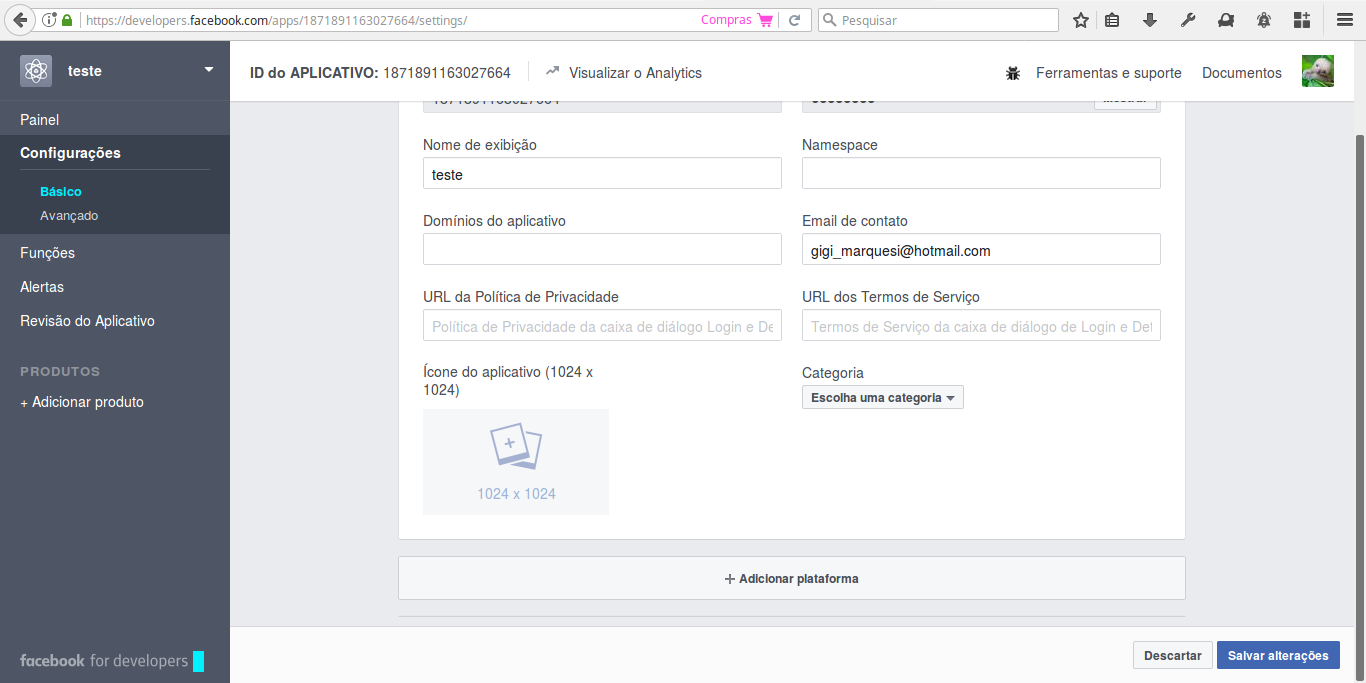 https://developers.facebook.com/apps/1871891163027664/settings/
Compras
Pesquisar
teste
ID do APLICATIVO: 1871891163027664
Visualizar o Analytics
Ferramentas e suporte
Documentos
Painel
Configurações
Básico
Avançado
Funções
Alertas
Revisão do Aplicativo
PRODUTOS
+ Adicionar produto
facebook for developers
1871891163027664
Mostrar
Nome de exibição
Namespace
teste
Domínios do aplicativo
Email de contato
gigi_marquesi@hotmail.com
URL da Política de Privacidade
URL dos Termos de Serviço
Política de Privacidade da caixa de diálogo Login e De
Termos de Serviço da caixa de diálogo de Login e Det
Ícone do aplicativo (1024 x
1024)
Categoria
Escolha uma categoria
1024 x 1024
+ Adicionar plataforma
Descartar
Salvar alterações